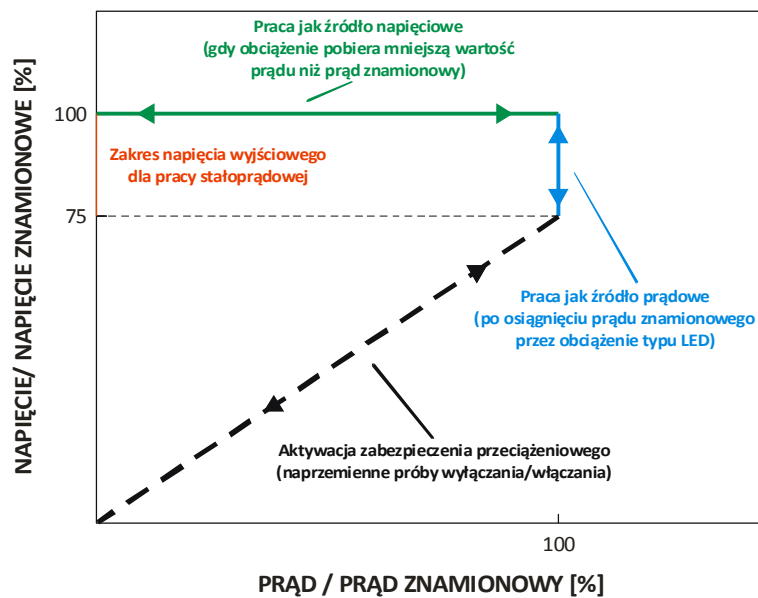 Praca jak źródło napięciowe
(gdy obciążenie pobiera mniejszą wartość
prądu niż prąd znamionowy)
NAPIĘCIE/ NAPIĘCIE ZNAMIONOWE [%]
100
Zakres napięcia wyjściowego
dla pracy stałoprądowej
75
Praca jak źródło prądowe
(po osiągnięciu prądu znamionowego
przez obciążenie typu LED)
Aktywacja zabezpieczenia przeciążeniowego
(naprzemienne próby wyłączania/włączania)
100
PRĄD / PRĄD ZNAMIONOWY [%]